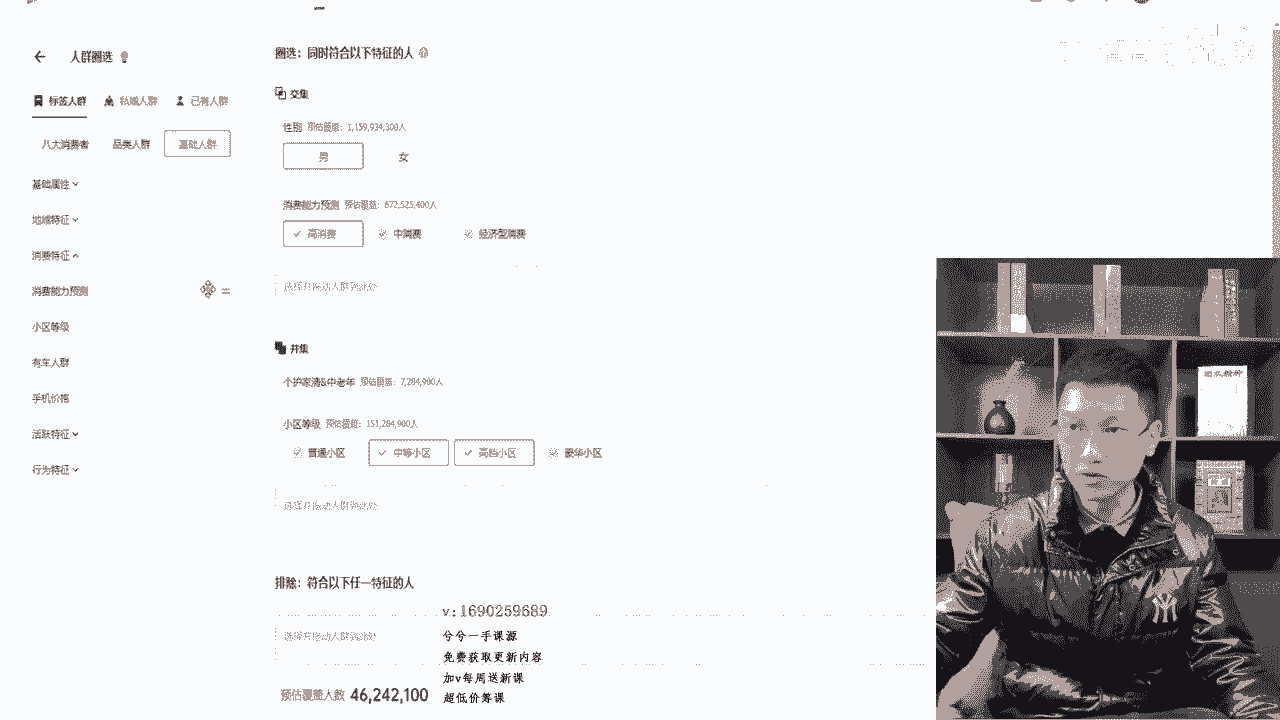 人群圈选
标签人群 私域人群 已有人群
八大消费者 品类人群 基础人群
基础属性
地域特征
消费特征
消费能力预测
小区等级
有车人群
手机价格
活跃特征
行为特征
圈选：同时符合以下特征的人
交集
性别 预估覆盖：1,159,934,300人
男 女
消费能力预测 预估覆盖：672,525,400人
高消费 中消费 经济型消费
选择并拖动人群到此处
并集
个护家清&中老年 预估覆盖：7,284,900人
小区等级 预估覆盖：151,284,900人
普通小区 中等小区 高档小区 豪华小区
选择并拖动人群到此处
排除：符合以下任一特征的人
选择并拖动人群到此处
预估覆盖人数 46,242,100
v:1690259689
兮兮一手课源
免费获取更新内容
加v每周送新课
超低价筹课